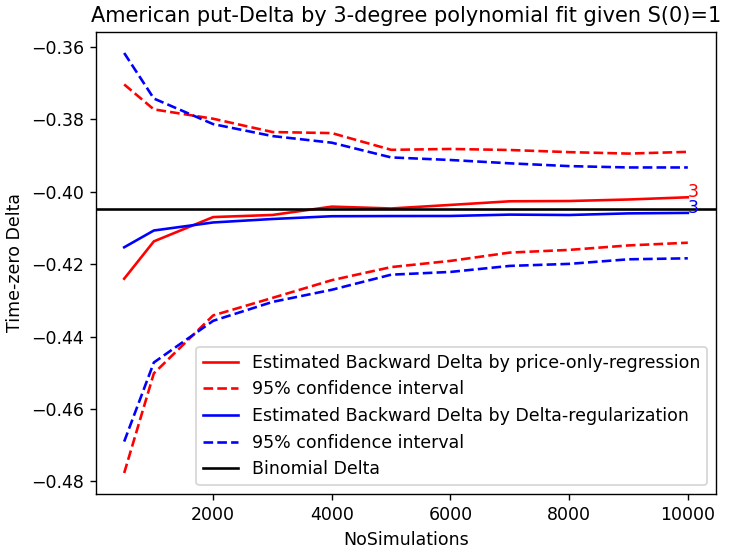 American put-Delta by 3-degree polynomial fit given S(0)=1
−0.36
−0.38
−0.40
−0.42
−0.44
−0.46
−0.48
Time-zero Delta
3
3
Estimated Backward Delta by price-only-regression
95% confidence interval
Estimated Backward Delta by Delta-regularization
95% confidence interval
Binomial Delta
2000 4000 6000 8000 10000
NoSimulations